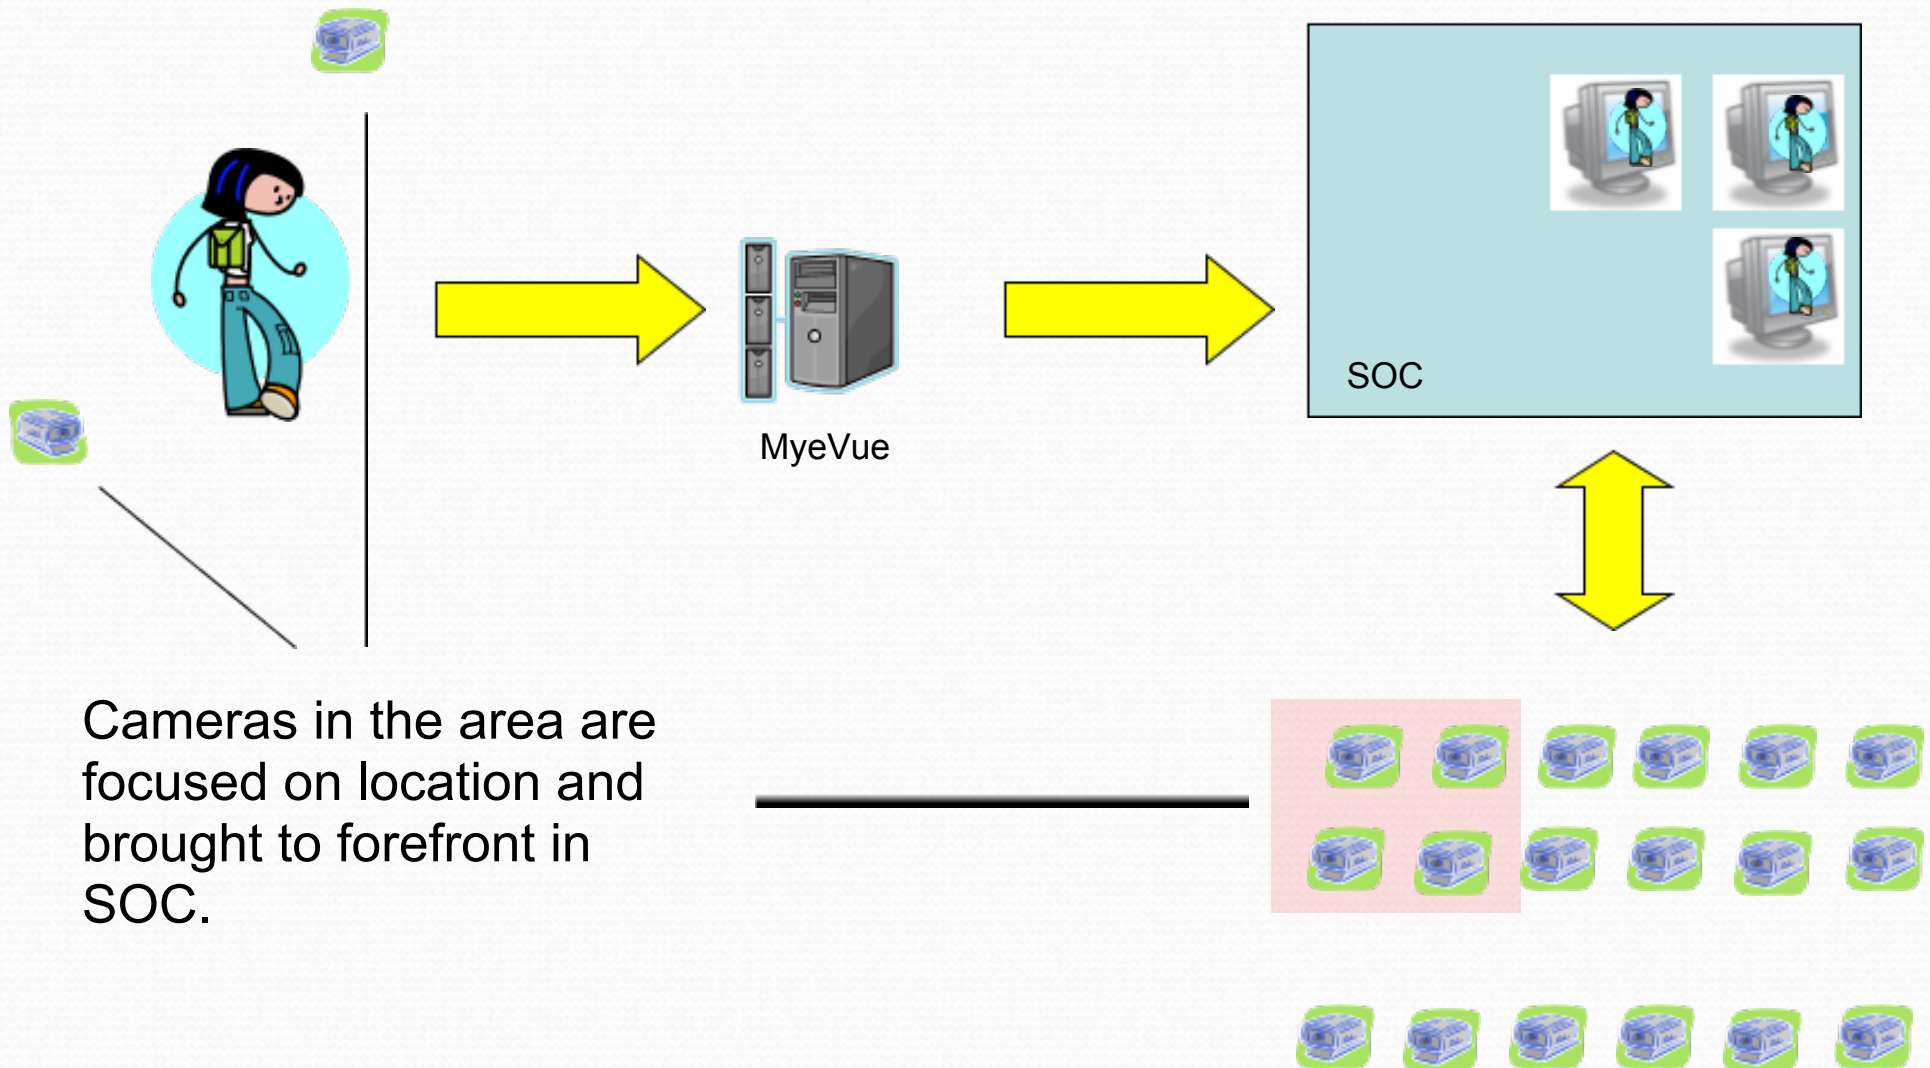 SOC
MyeVue
Cameras in the area are
focused on location and
brought to forefront in
SOC.